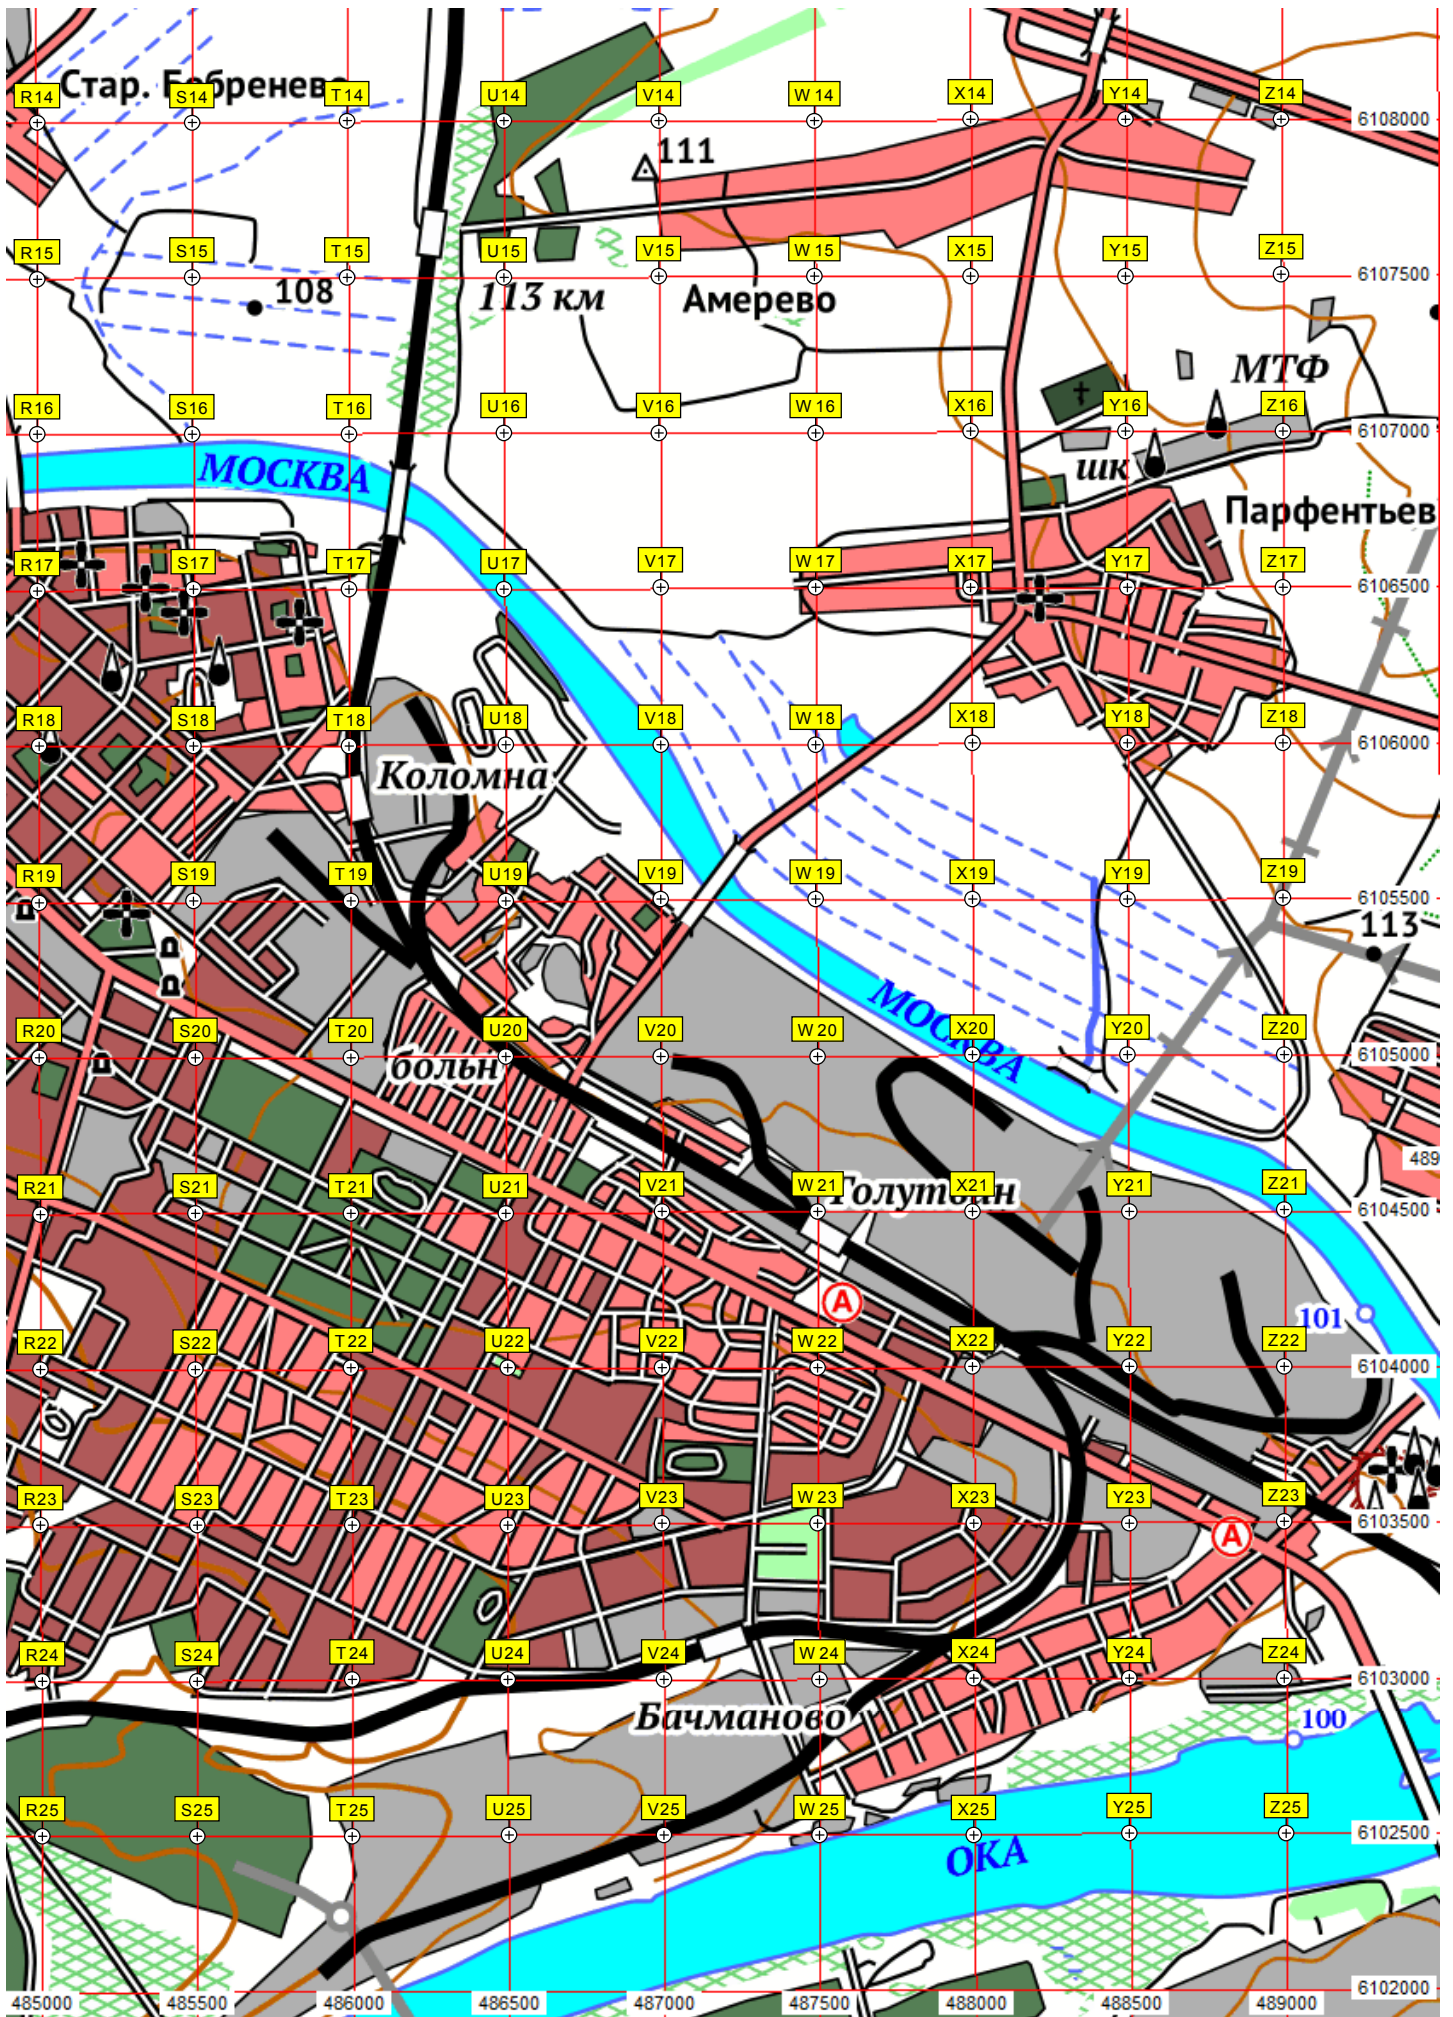 Стар. Бобренево
R14 S14 T14 U14 V14 W14 X14 Y14 Z14
6108000
111
R15 S15 T15 U15 V15 W15 X15 Y15 Z15
6107500
108
113 км
Амерево
МТФ
R16 S16 T16 U16 V16 W16 X16 Y16 Z16
6107000
МОСКВА
шк
Парфентьев
R17 S17 T17 U17 V17 W17 X17 Y17 Z17
6106500
R18 S18 T18 U18 V18 W18 X18 Y18 Z18
6106000
Коломна
R19 S19 T19 U19 V19 W19 X19 Y19 Z19
6105500
113
МОСКВА
R20 S20 T20 U20 V20 W20 X20 Y20 Z20
6105000
больн
489
R21 S21 T21 U21 V21 W21 X21 Y21 Z21
Голутвин
6104500
А
101
R22 S22 T22 U22 V22 W22 X22 Y22 Z22
6104000
R23 S23 T23 U23 V23 W23 X23 Y23 Z23
6103500
А
R24 S24 T24 U24 V24 W24 X24 Y24 Z24
6103000
Бачманово
100
R25 S25 T25 U25 V25 W25 X25 Y25 Z25
6102500
ОКА
6102000
485000 485500 486000 486500 487000 487500 488000 488500 489000